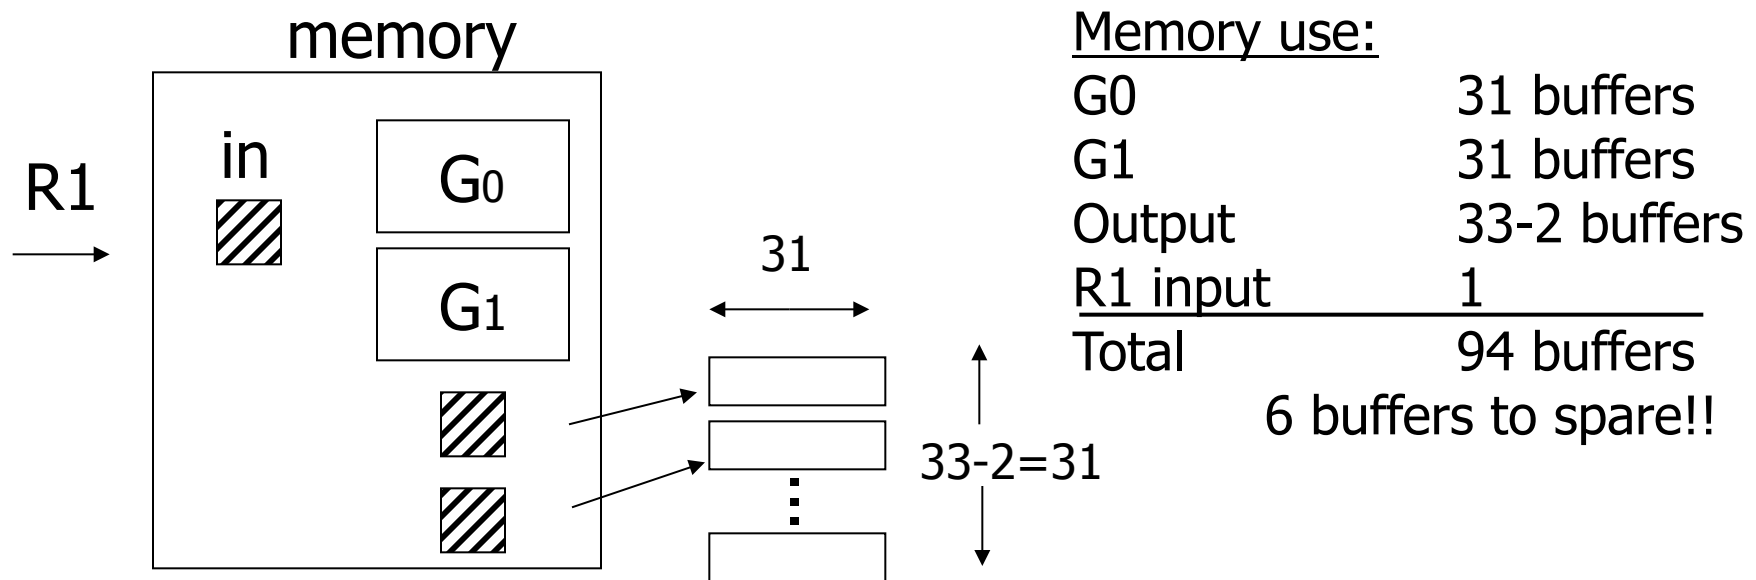 memory
R1
in
G0
G1
31
33-2=31
Memory use:
G0 31 buffers
G1 31 buffers
Output 33-2 buffers
R1 input 1
Total 94 buffers
6 buffers to spare!!